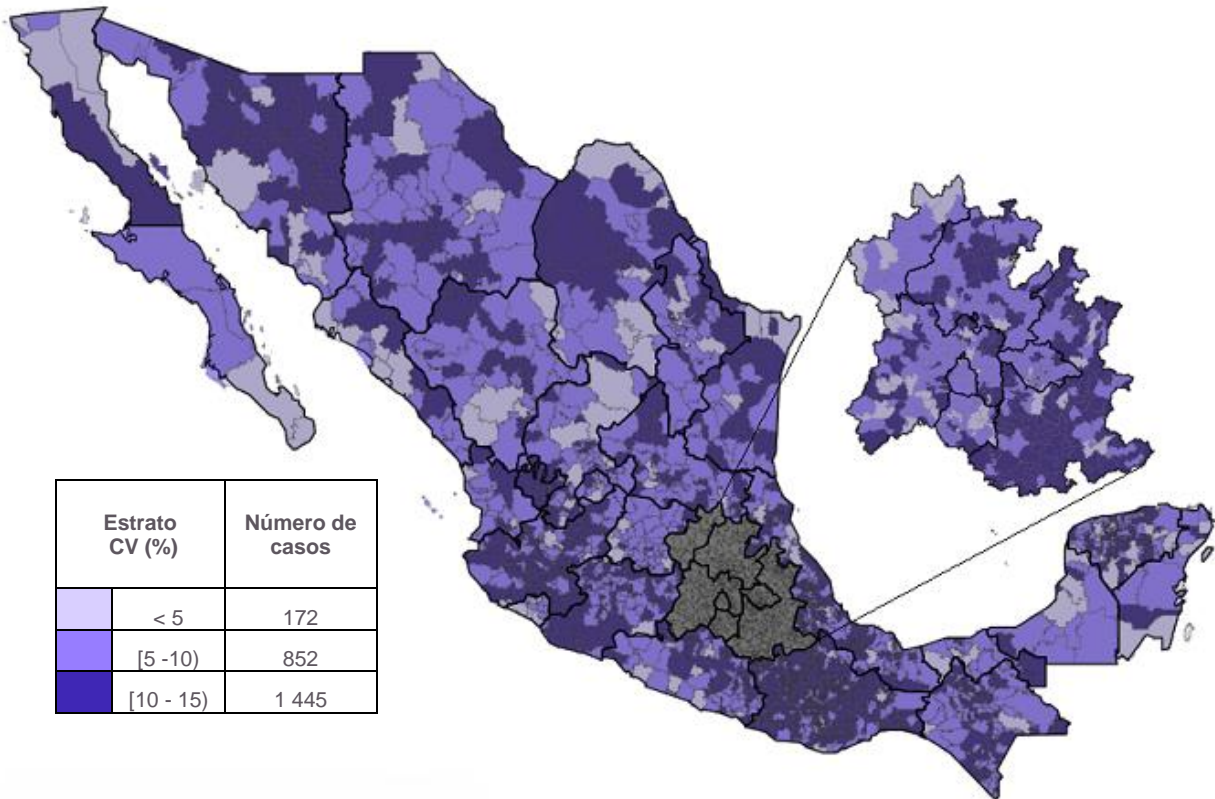 Estrato
CV (%)
Número de
casos
< 5
172
[5 -10)
852
[10 - 15)
1 445